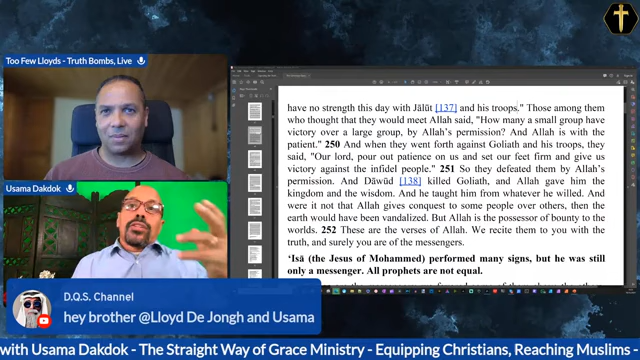 Too Few Lloyds - Truth Bombs, Live
Usama Dakdok
have no strength this day with Jālūt [137] and his troops." Those among them
who thought that they would meet Allah said, "How many a small group have
victory over a large group, by Allah's permission? And Allah is with the
patient." 250 And when they went forth against Goliath and his troops, they
said, "Our lord, pour out patience on us and set our feet firm and give us
victory against the infidel people." 251 So they defeated them by Allah's
permission. And Dāwūd [138] killed Goliath, and Allah gave him the
kingdom and the wisdom. And he taught him from whatever he willed. And
were it not that Allah gives conquest to some people over others, then the
earth would have been vandalized. But Allah is the possessor of bounty to the
worlds. 252 These are the verses of Allah. We recite them to you with the
truth, and surely you are of the messengers.
‘Isā (the Jesus of Mohammed) performed many signs, but he was still
only a messenger. All prophets are not equal.
D.Q.S. Channel
hey brother @Lloyd De Jongh and Usama
with Usama Dakdok - The Straight Way of Grace Ministry - Equipping Christians, Reaching Muslims -